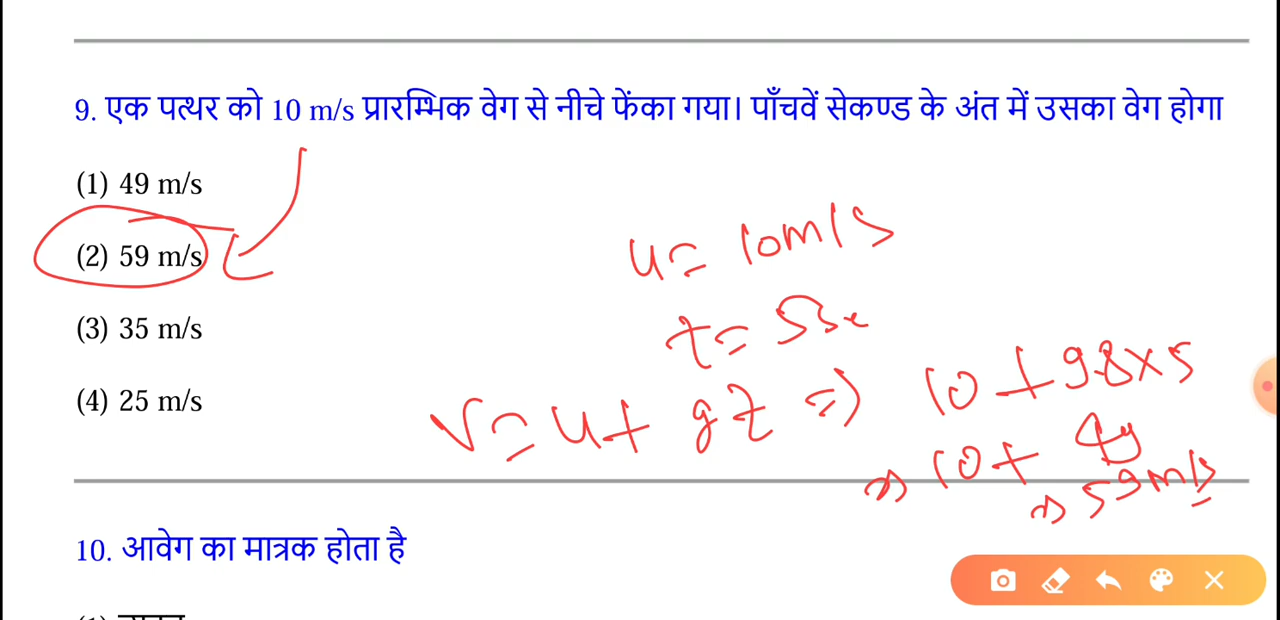 9. एक पत्थर को 10 m/s प्रारम्भिक वेग से नीचे फेंका गया। पाँचवें सेकण्ड के अंत में उसका वेग होगा
(1) 49 m/s
(2) 59 m/s
(3) 35 m/s
(4) 25 m/s
u = 10m/s
t = 5
v = u + gt ⇒ 10 + 9.8×5
⇒ 10 + 49
⇒ 59m/s
10. आवेग का मात्रक होता है